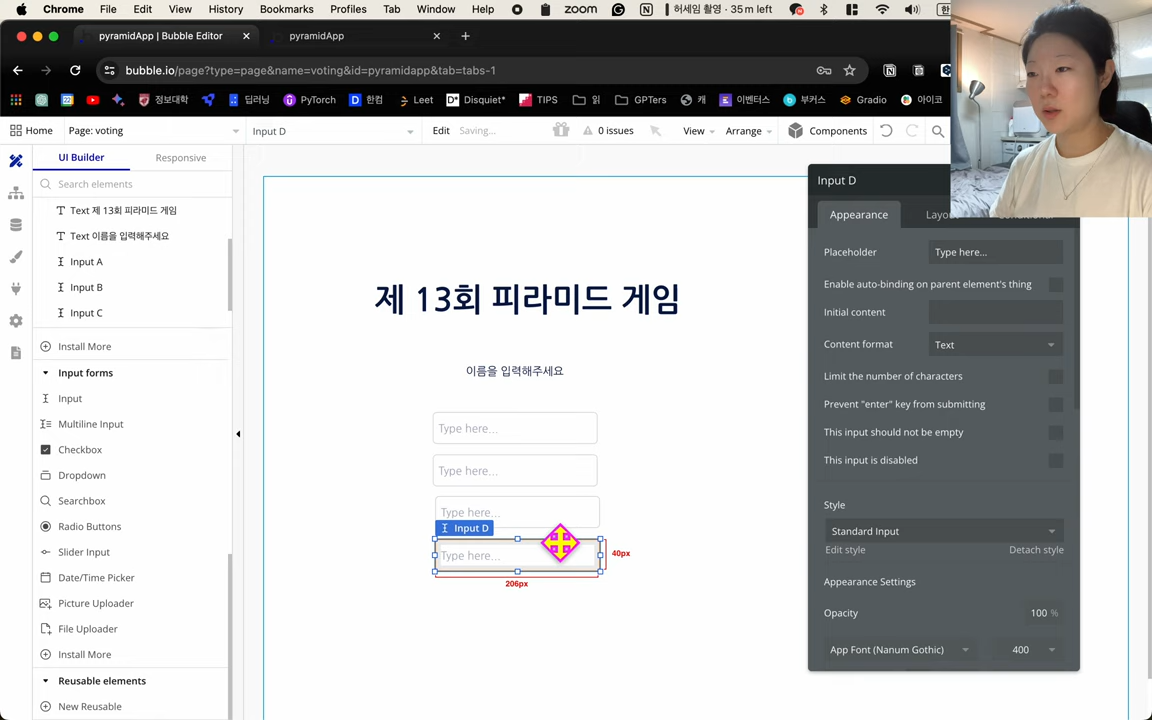 Chrome File Edit View History Bookmarks Profiles Tab Window Help zoom 허세임 촬영 · 35 m left
pyramidApp | Bubble Editor pyramidApp
bubble.io/page?type=page&name=voting&id=pyramidapp&tab=tabs-1
정보대학 딥러닝 PyTorch 한컴 Leet Disquiet* TIPS 읽 GPTers 캐 이벤터스 부커스 Gradio 아이코
Home Page: voting Input D Edit Saving... 0 issues View Arrange Components
UI Builder Responsive
Search elements
Text 제 13회 피라미드 게임
Text 이름을 입력해주세요
Input A
Input B
Input C
Install More
Input forms
Input
Multiline Input
Checkbox
Dropdown
Searchbox
Radio Buttons
Slider Input
Date/Time Picker
Picture Uploader
File Uploader
Install More
Reusable elements
New Reusable
제 13회 피라미드 게임
이름을 입력해주세요
Type here...
Type here...
Type here...
Input D
Type here...
40px
206px
Input D
Appearance Layou
Placeholder Type here...
Enable auto-binding on parent element's thing
Initial content
Content format Text
Limit the number of characters
Prevent "enter" key from submitting
This input should not be empty
This input is disabled
Style
Standard Input
Edit style Detach style
Appearance Settings
Opacity 100 %
App Font (Nanum Gothic) 400